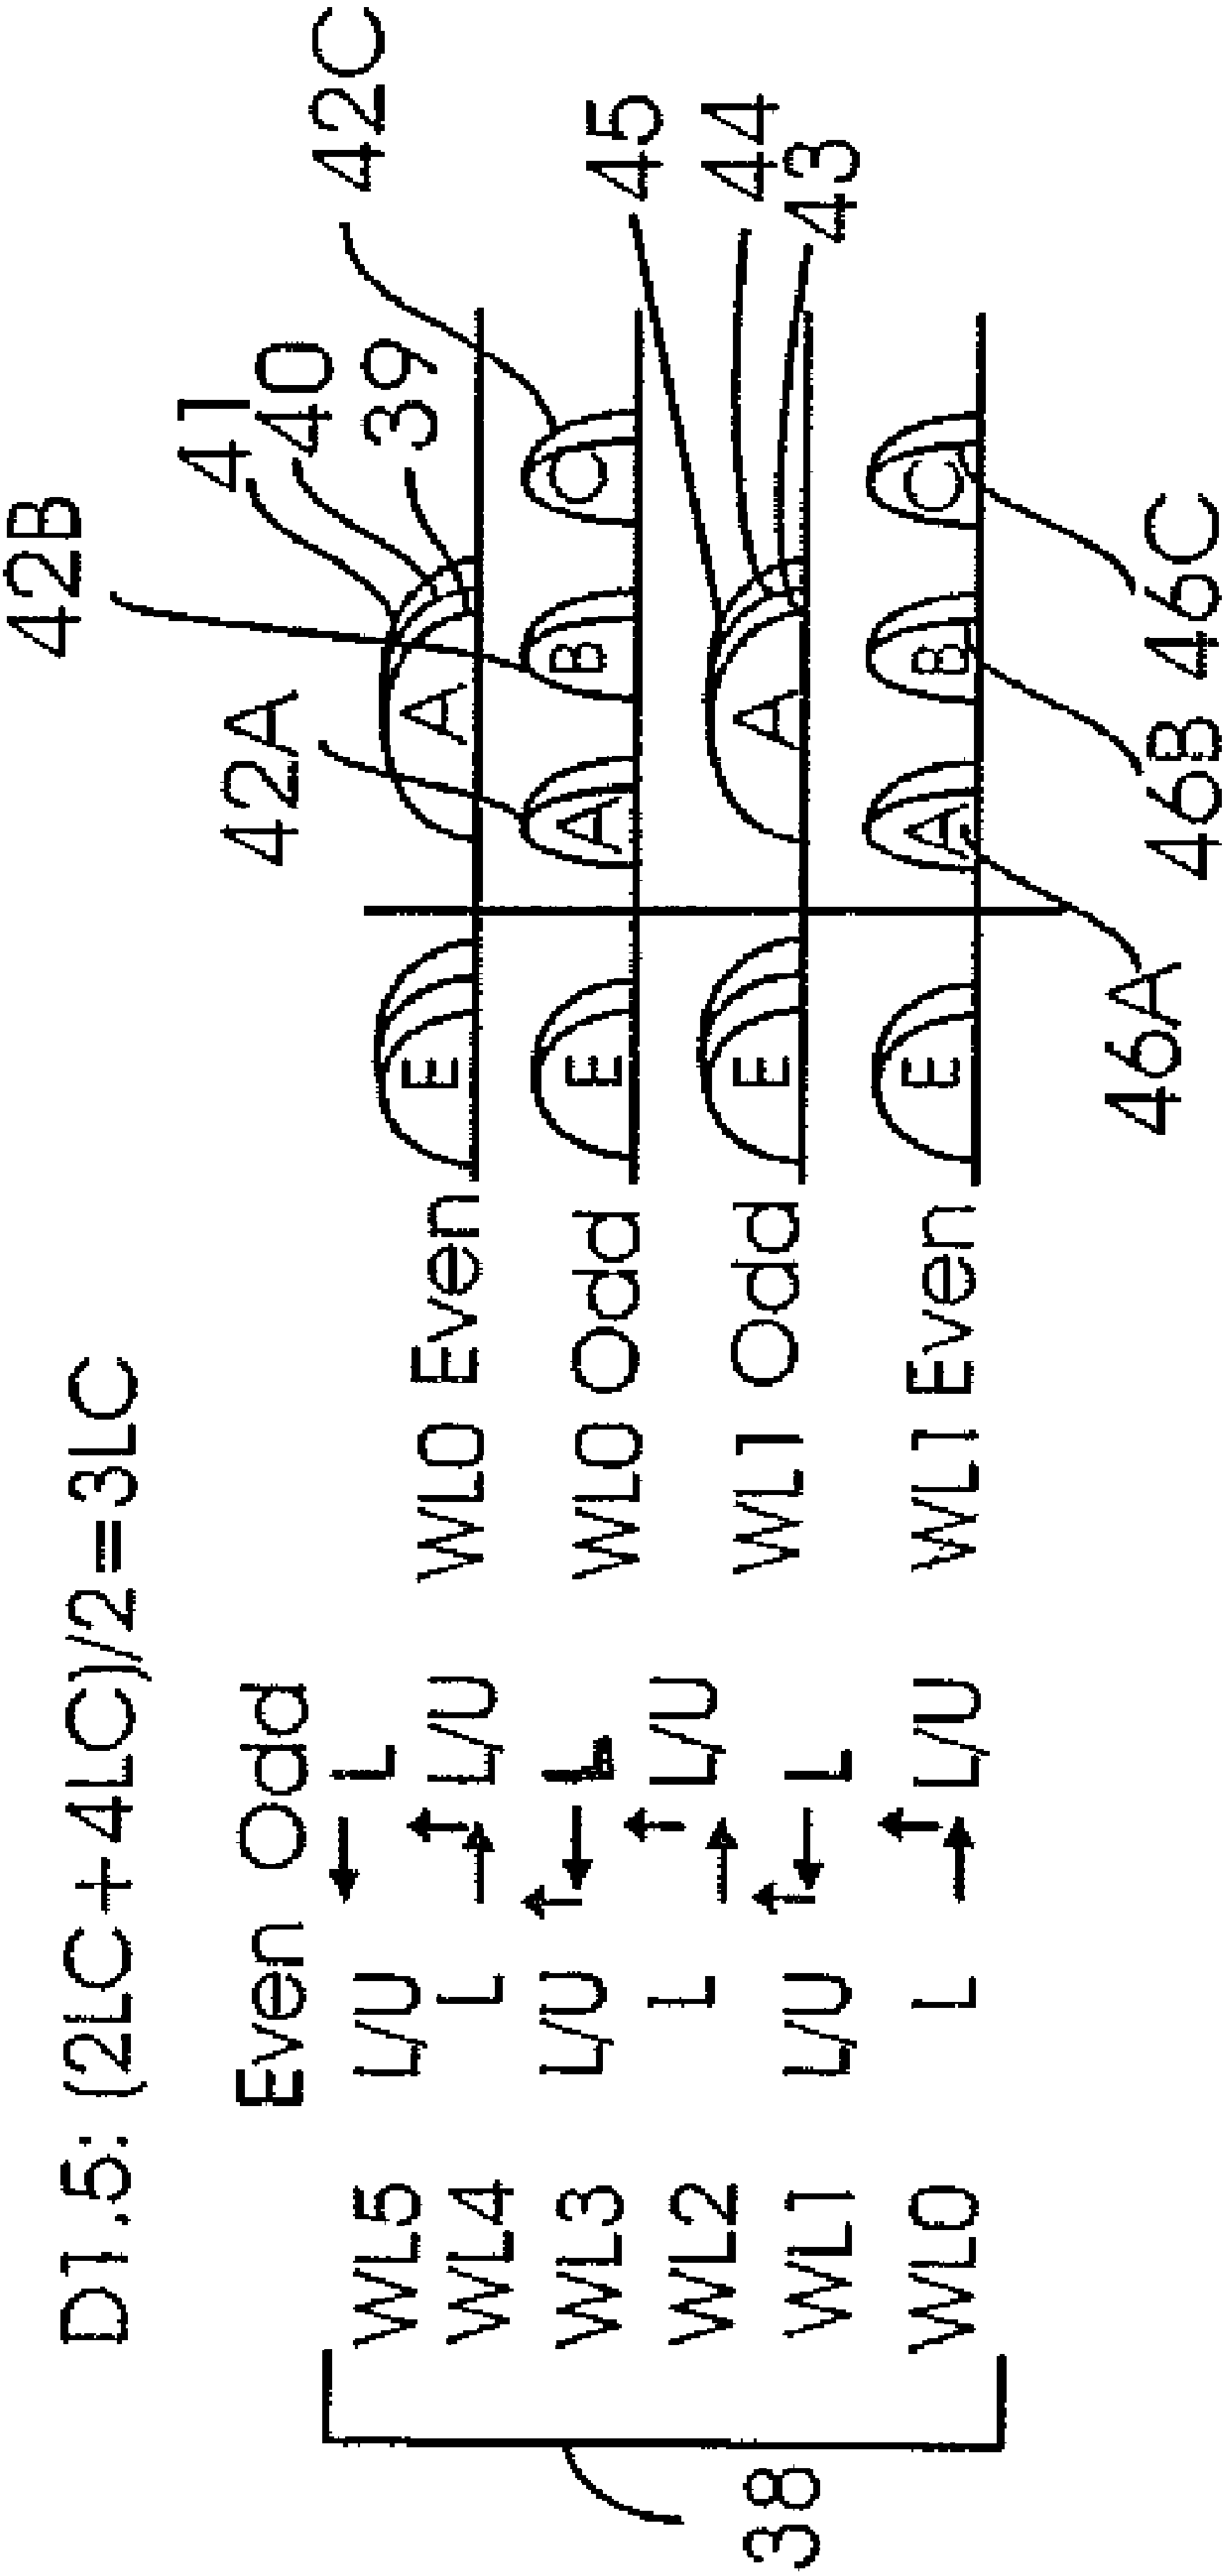 D1.5: (2LC+4LC)/2=3LC
Even Odd
WL5 L/U L
WL4 L L/U
WL3 L/U L
WL2 L L/U
WL1 L/U L
WL0 L L/U
38
WL0 Even E A
41
40
39
WL0 Odd E A B C
42A
42B
42C
WL1 Odd E A
45
44
43
WL1 Even E A B C
46A
46B
46C